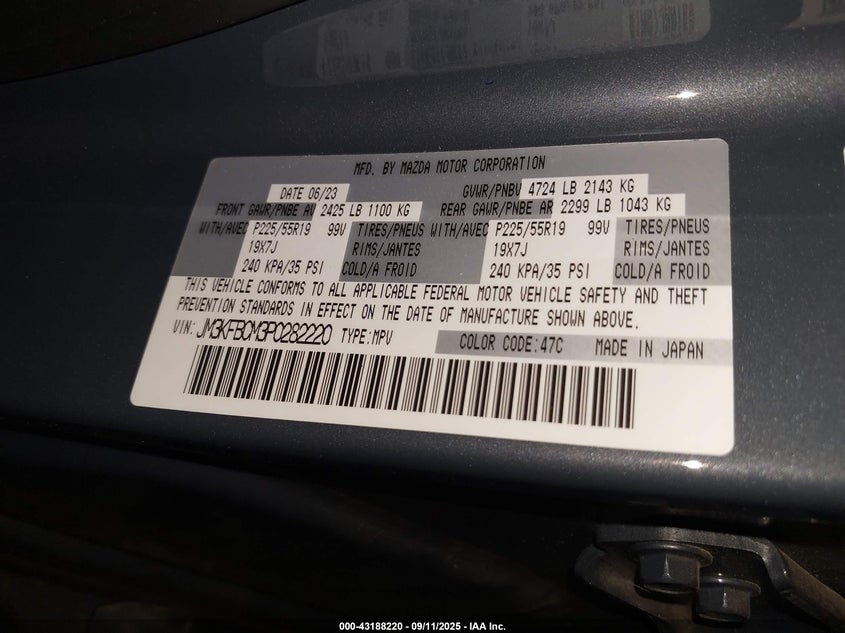 MFD. BY MAZDA MOTOR CORPORATION
DATE 06/23 GVWR/PNBV 4724 LB 2143 KG
FRONT GAWR/PNBE AV 2425 LB 1100 KG REAR GAWR/PNBE AR 2299 LB 1043 KG
WITH/AVEC P225/55R19 99V TIRES/PNEUS WITH/AVEC P225/55R19 99V TIRES/PNEUS
19X7J RIMS/JANTES 19X7J RIMS/JANTES
240 KPA/35 PSI COLD/A FROID 240 KPA/35 PSI COLD/A FROID
THIS VEHICLE CONFORMS TO ALL APPLICABLE FEDERAL MOTOR VEHICLE SAFETY AND THEFT
PREVENTION STANDARDS IN EFFECT ON THE DATE OF MANUFACTURE SHOWN ABOVE.
VIN: JM3KFBCM3P0282220 TYPE:MPV COLOR CODE:47C MADE IN JAPAN
000-43188220 - 09/11/2025 - IAA Inc.